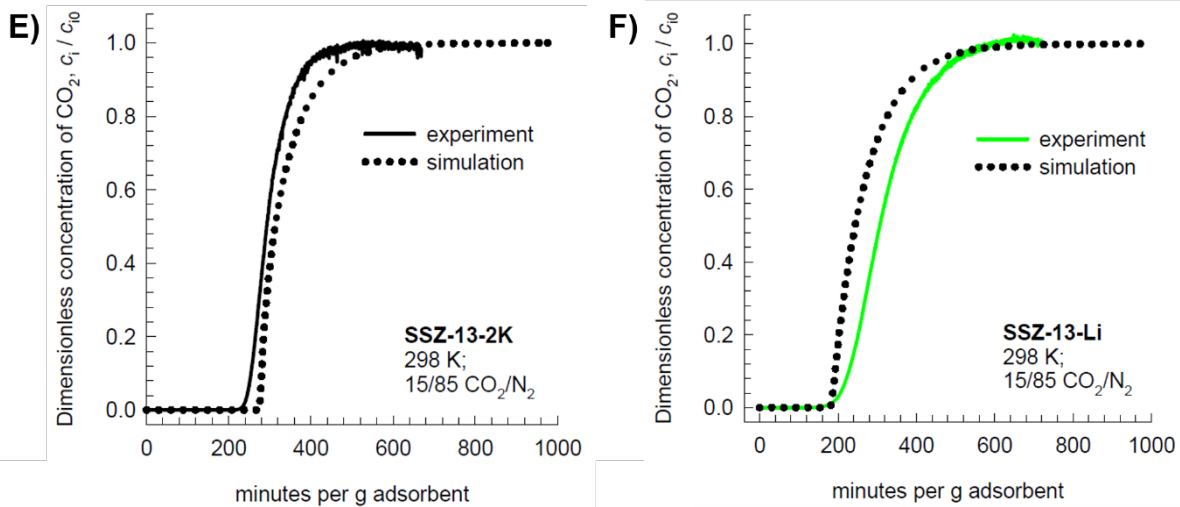 E)
Dimensionless concentration of CO₂, cᵢ / cᵢ₀
1.0
0.8
0.6
0.4
0.2
0.0
experiment
simulation
SSZ-13-2K
298 K;
15/85 CO₂/N₂
0 200 400 600 800 1000
minutes per g adsorbent
F)
Dimensionless concentration of CO₂, cᵢ / cᵢ₀
1.0
0.8
0.6
0.4
0.2
0.0
experiment
simulation
SSZ-13-Li
298 K;
15/85 CO₂/N₂
0 200 400 600 800 1000
minutes per g adsorbent